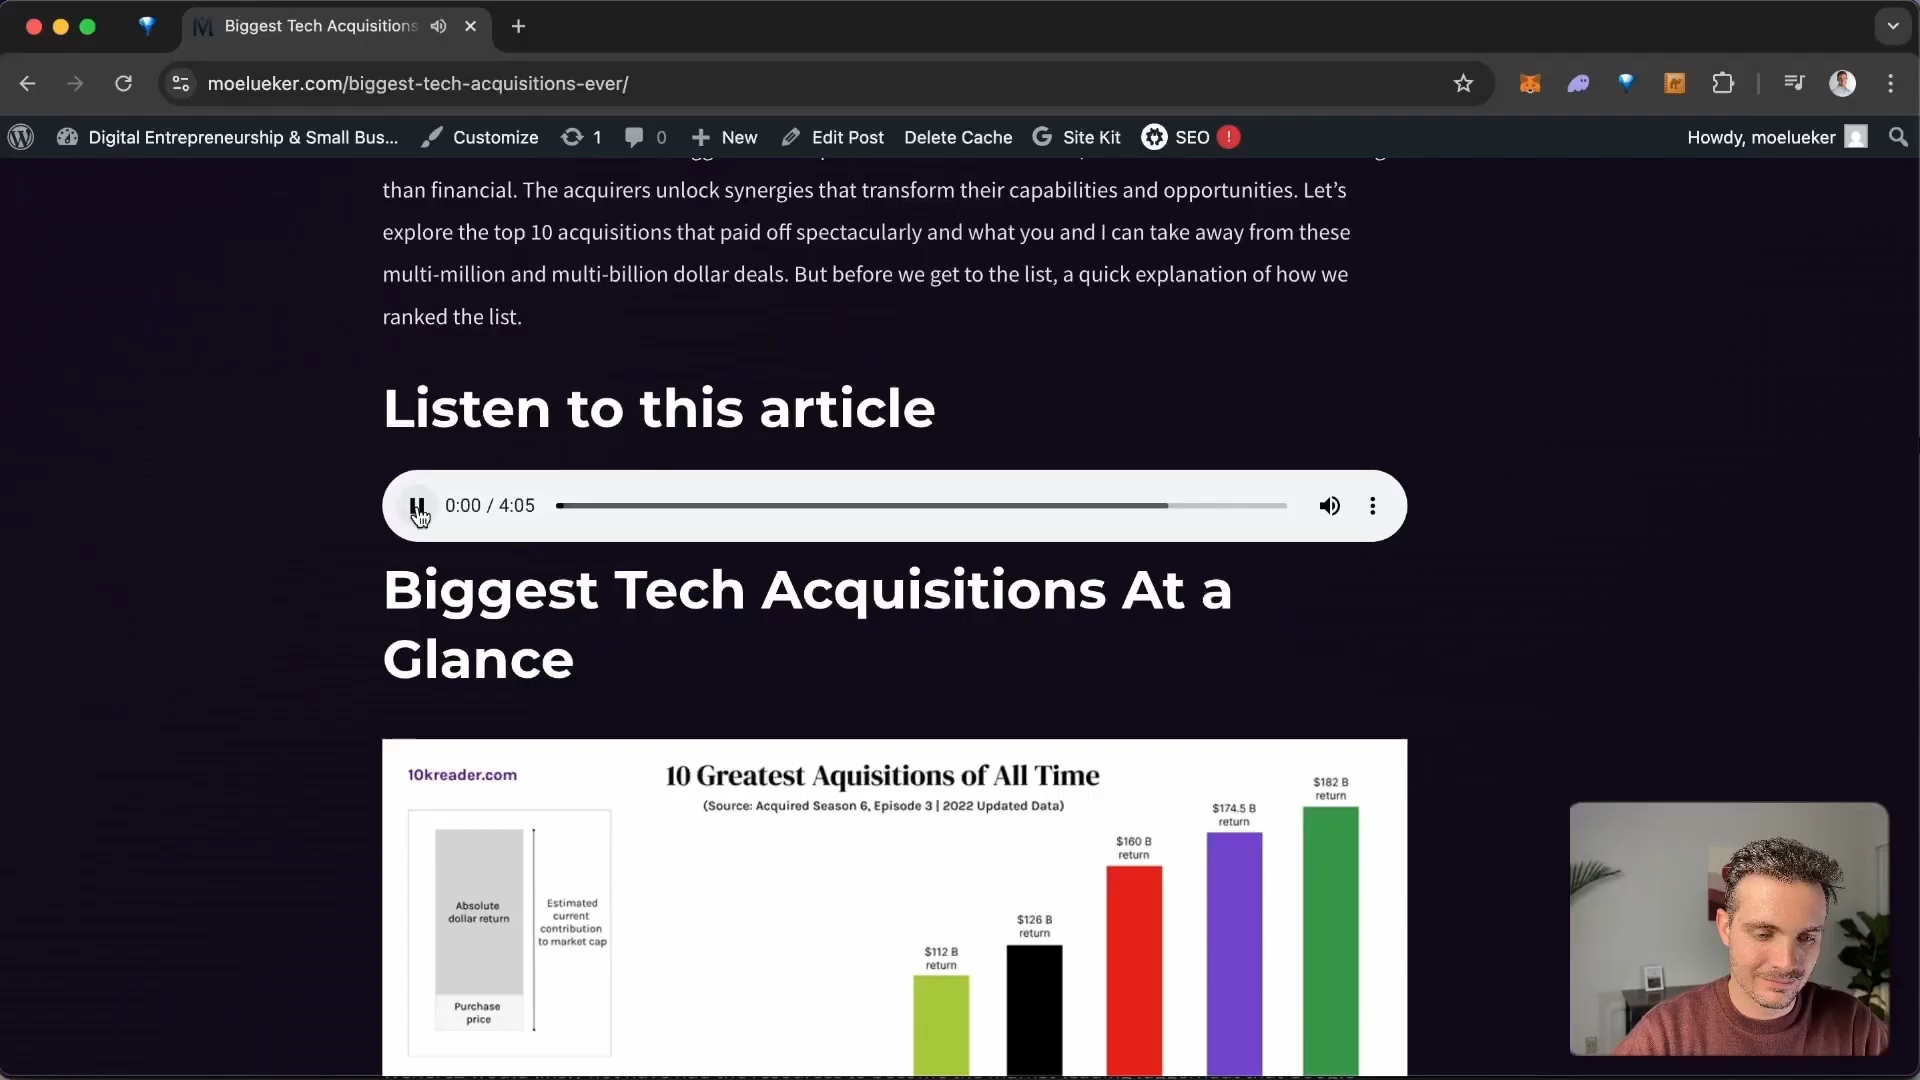 Biggest Tech Acquisitions
moelueker.com/biggest-tech-acquisitions-ever/
Digital Entrepreneurship & Small Bus... Customize 1 0 New Edit Post Delete Cache Site Kit SEO ! Howdy, moelueker
than financial. The acquirers unlock synergies that transform their capabilities and opportunities. Let's
explore the top 10 acquisitions that paid off spectacularly and what you and I can take away from these
multi-million and multi-billion dollar deals. But before we get to the list, a quick explanation of how we
ranked the list.
Listen to this article
0:00 / 4:05
Biggest Tech Acquisitions At a
Glance
10kreader.com
10 Greatest Aquisitions of All Time
(Source: Acquired Season 6, Episode 3 | 2022 Updated Data)
Absolute
dollar return
Estimated
current
contribution
to market cap
Purchase
price
$112 B
return
$126 B
return
$160 B
return
$174.5 B
return
$182 B
return